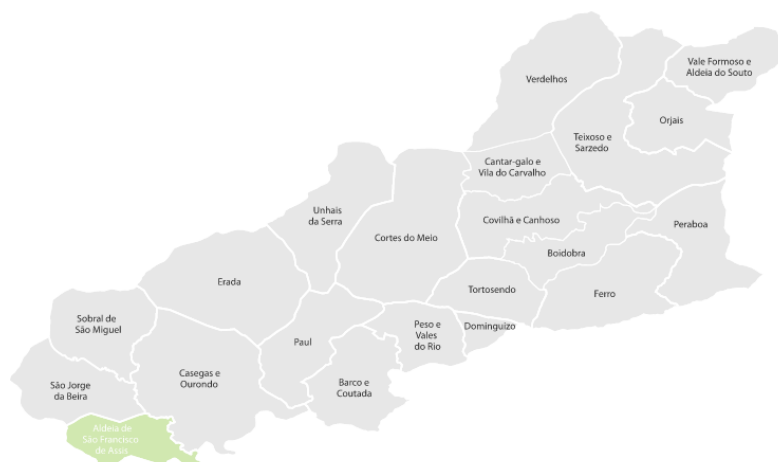 Vale Formoso e
Aldeia do Souto
Verdelhos
Orjais
Teixoso e
Sarzedo
Cantar-galo e
Vila do Carvalho
Unhais
da Serra
Covilhã e Canhoso
Peraboa
Cortes do Meio
Boidobra
Erada
Tortosendo
Ferro
Sobral de
São Miguel
Peso e
Vales
do Rio
Dominguizo
Paul
Casegas e
Ourondo
Barco e
Coutada
São Jorge
da Beira
Aldeia de
São Francisco
de Assis